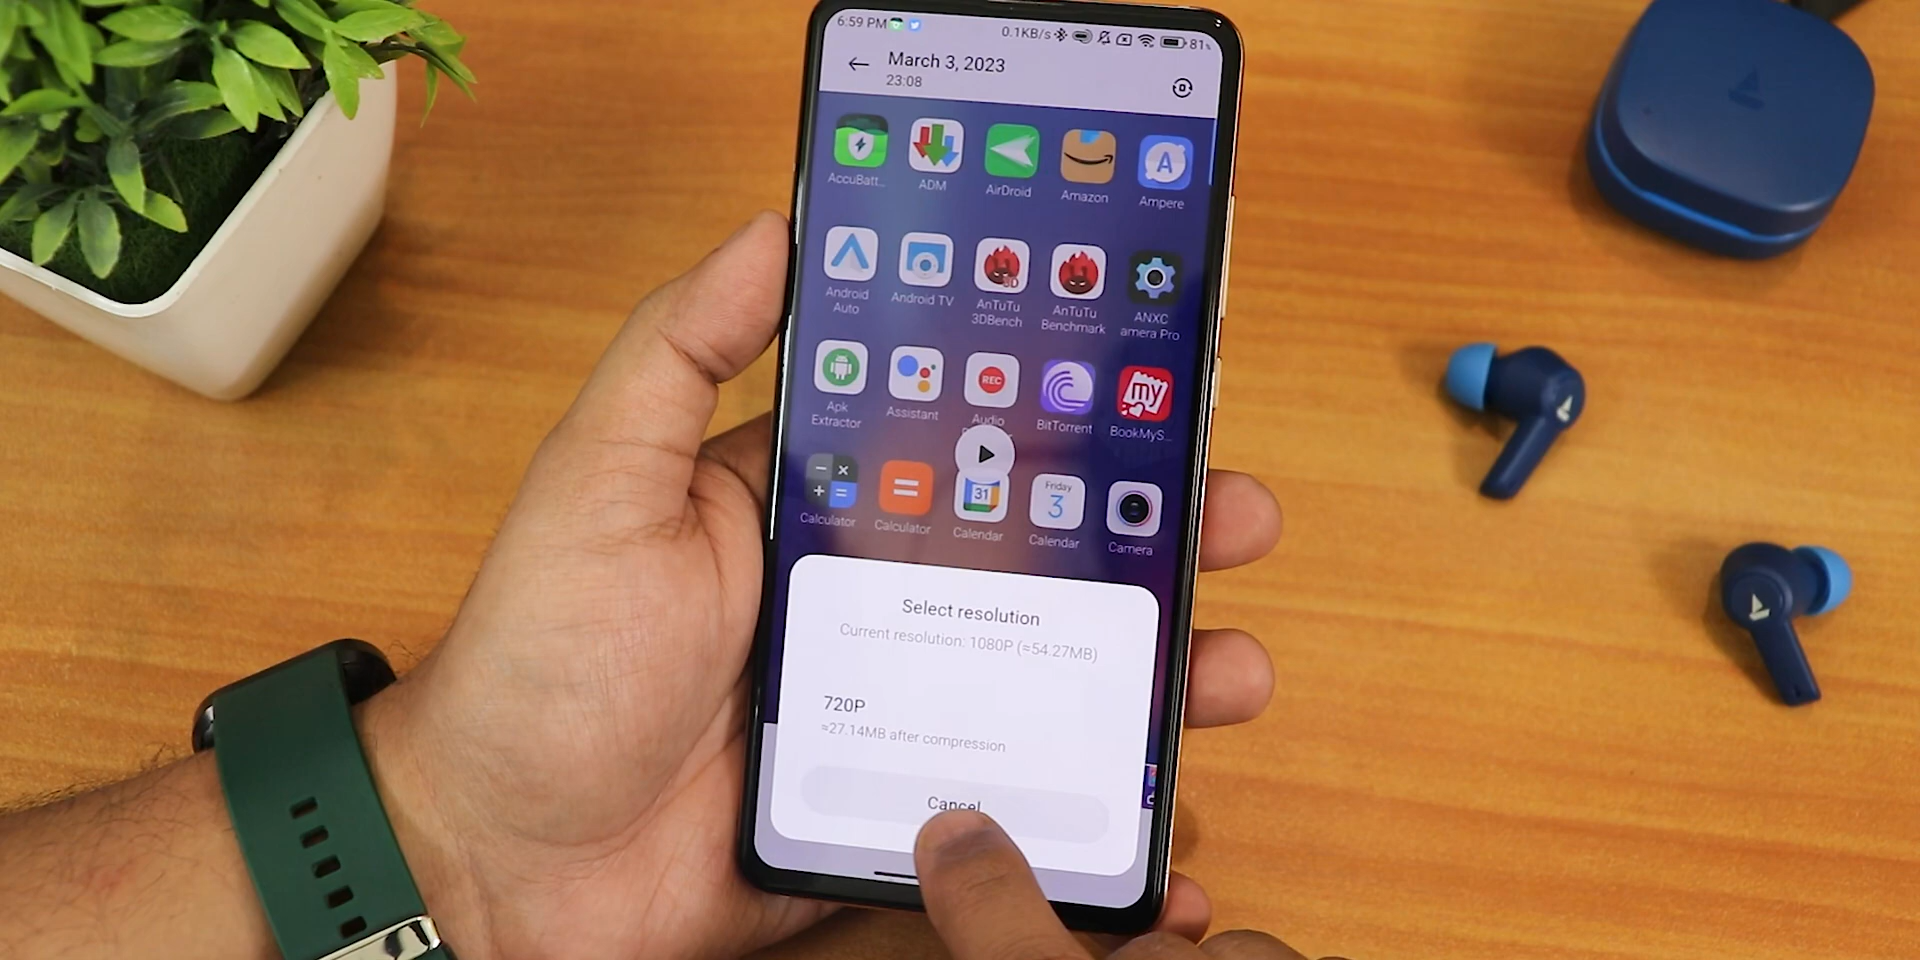 6:59 PM
0.1KB/s
81%
March 3, 2023
23:08
AccuBatt...
ADM
AirDroid
Amazon
Ampere
Android
Auto
Android TV
AnTuTu
3DBench
AnTuTu
Benchmark
ANXC
amera Pro
Apk
Extractor
Assistant
REC
Audio
BitTorrent
my
BookMyS...
Calculator
Calculator
31
Calendar
Friday
3
Calendar
Camera
Select resolution
Current resolution: 1080P (≈54.27MB)
720P
≈27.14MB after compression
Cancel